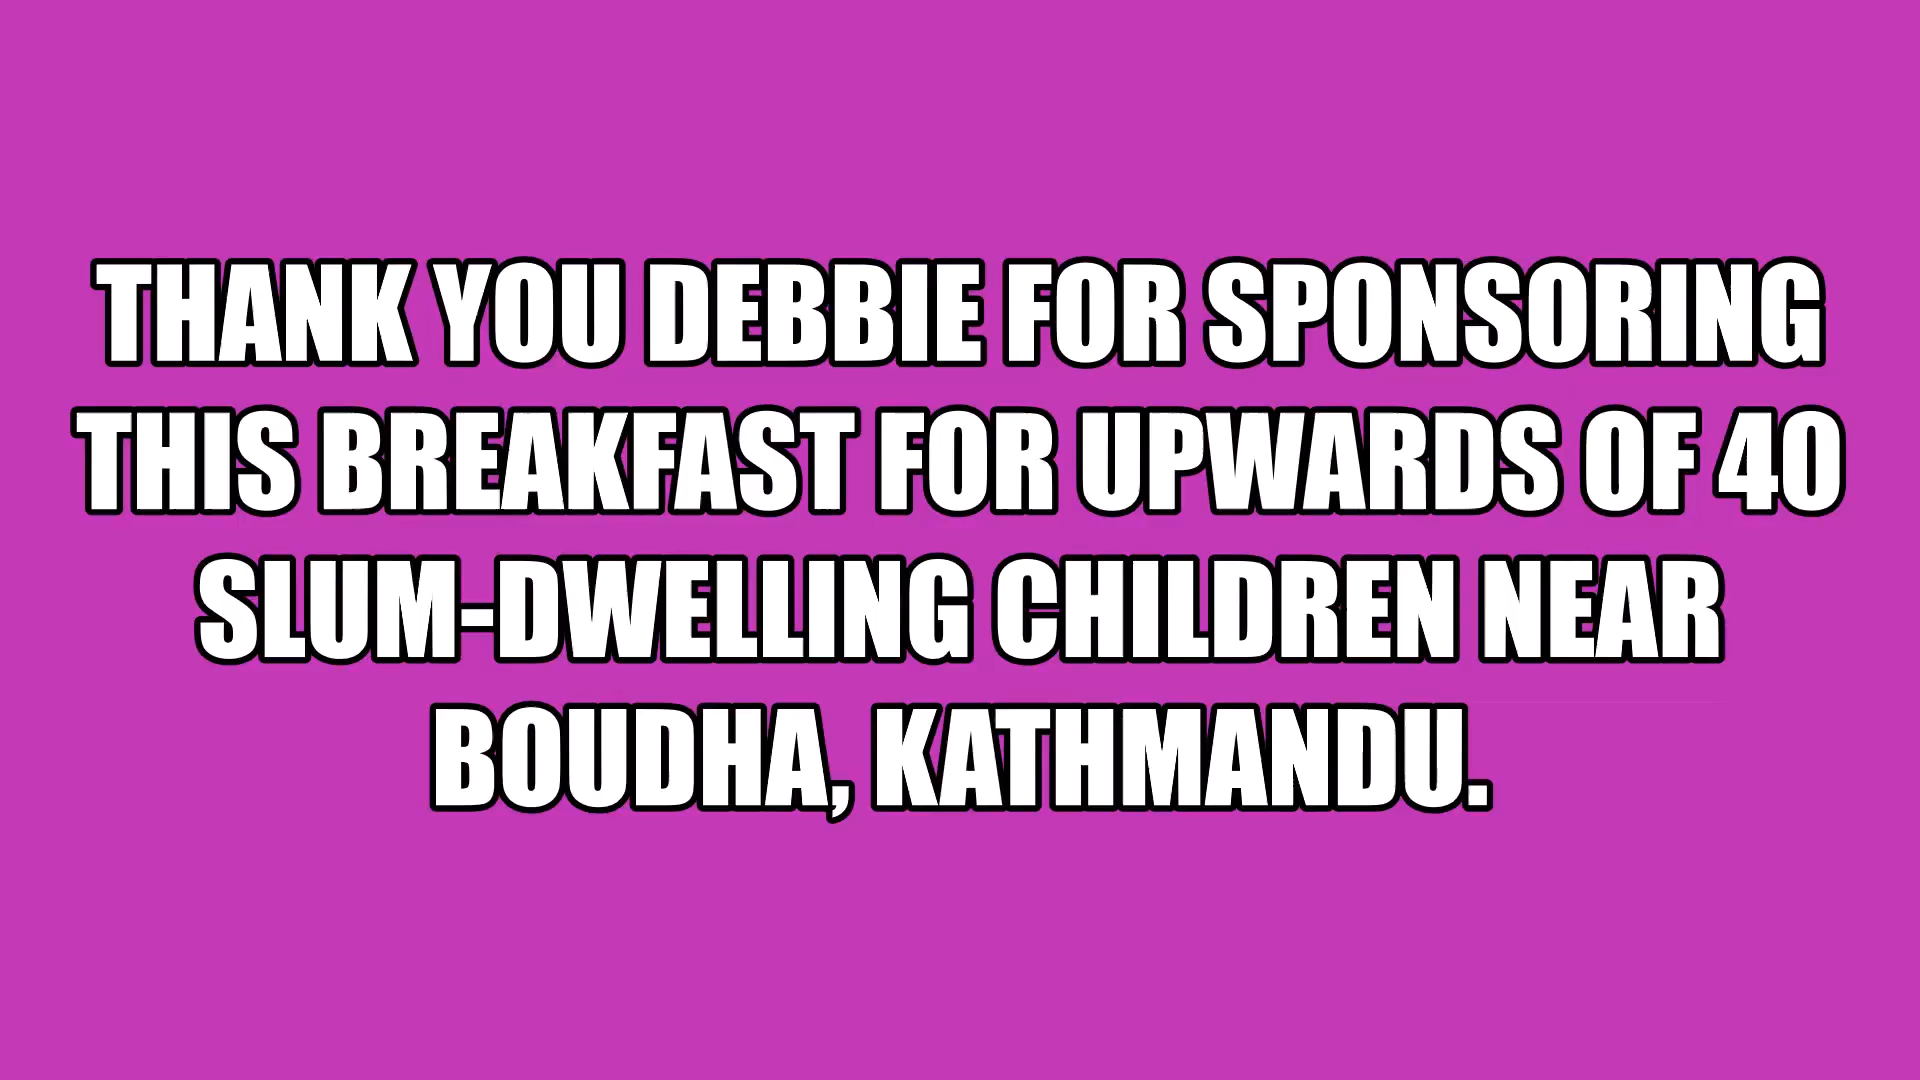 THANK YOU DEBBIE FOR SPONSORING
THIS BREAKFAST FOR UPWARDS OF 40
SLUM-DWELLING CHILDREN NEAR
BOUDHA, KATHMANDU.